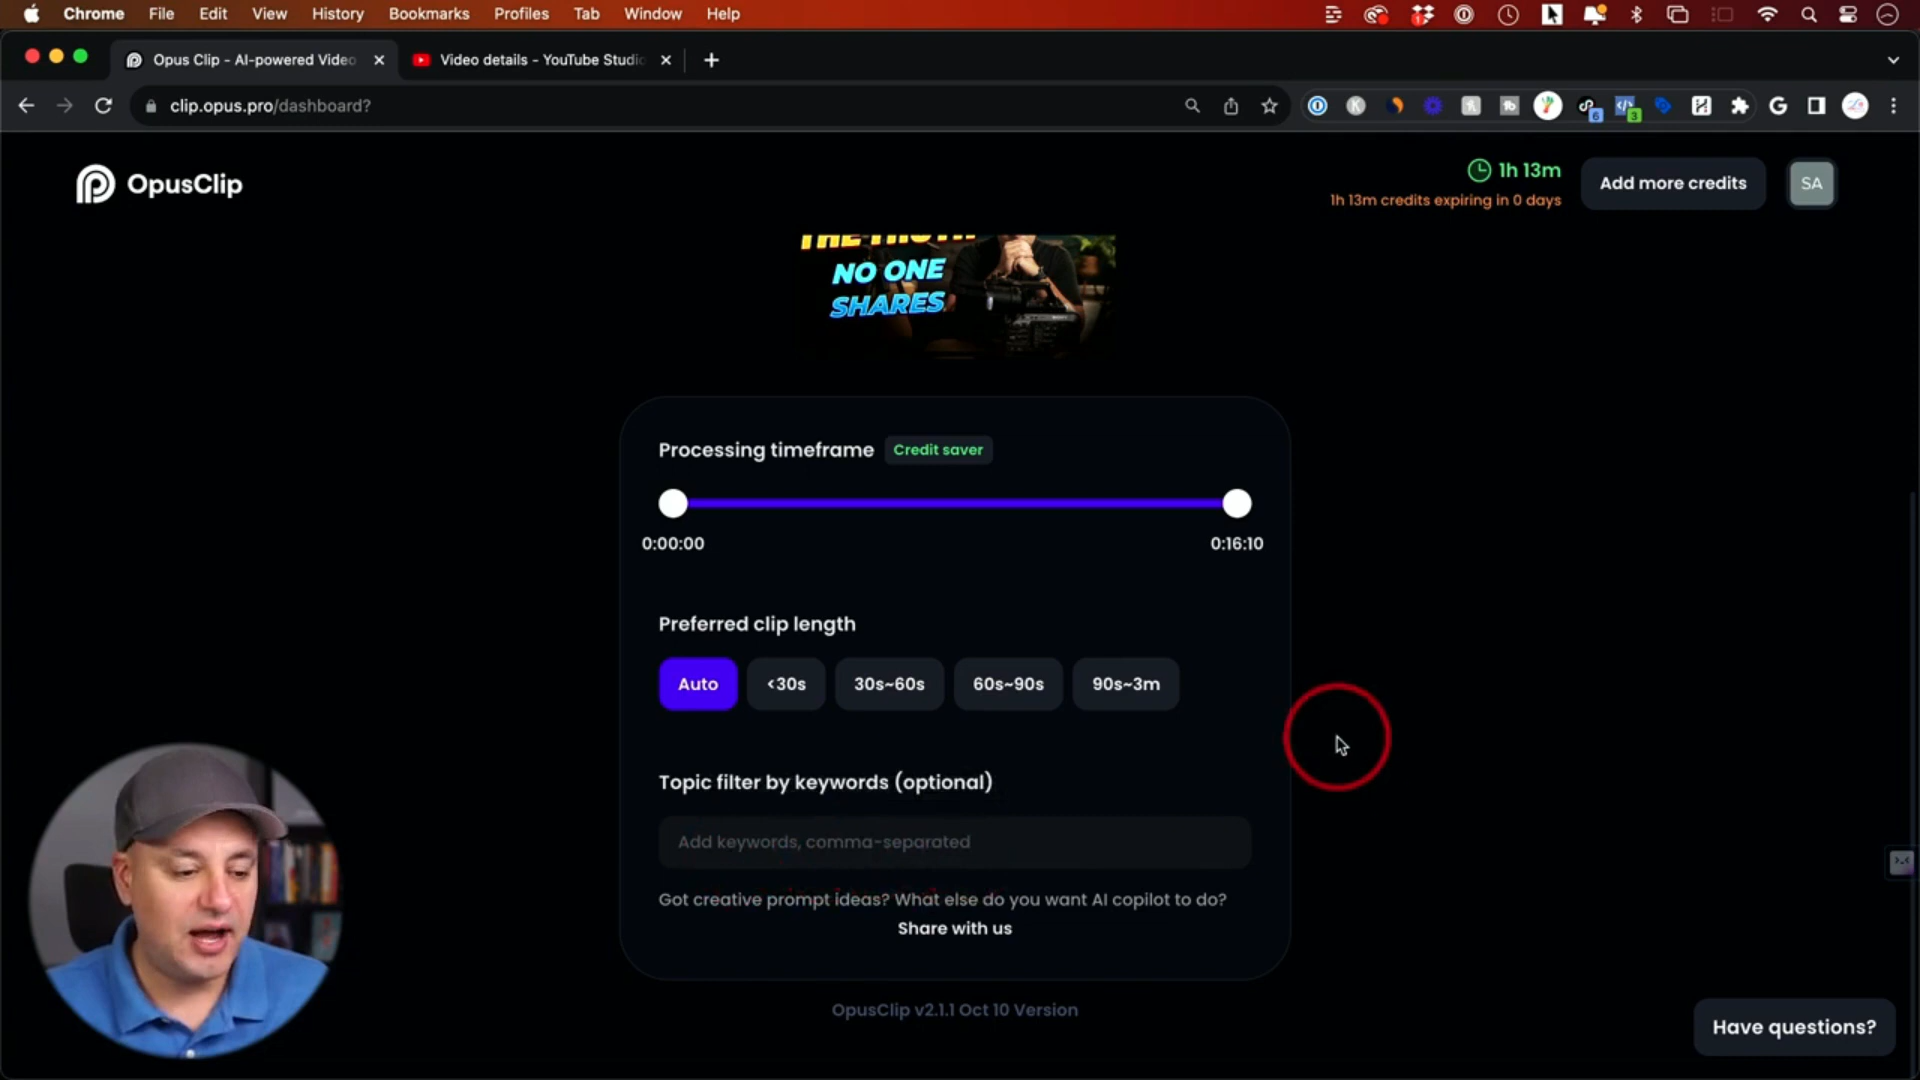 Chrome File Edit View History Bookmarks Profiles Tab Window Help
Opus Clip - AI-powered Video
Video details - YouTube Studio
clip.opus.pro/dashboard?
OpusClip
1h 13m
1h 13m credits expiring in 0 days
Add more credits
SA
THE TRUTH
NO ONE
SHARES
Processing timeframe
Credit saver
0:00:00
0:16:10
Preferred clip length
Auto
<30s
30s~60s
60s~90s
90s~3m
Topic filter by keywords (optional)
Add keywords, comma-separated
Got creative prompt ideas? What else do you want AI copilot to do?
Share with us
OpusClip v2.1.1 Oct 10 Version
Have questions?